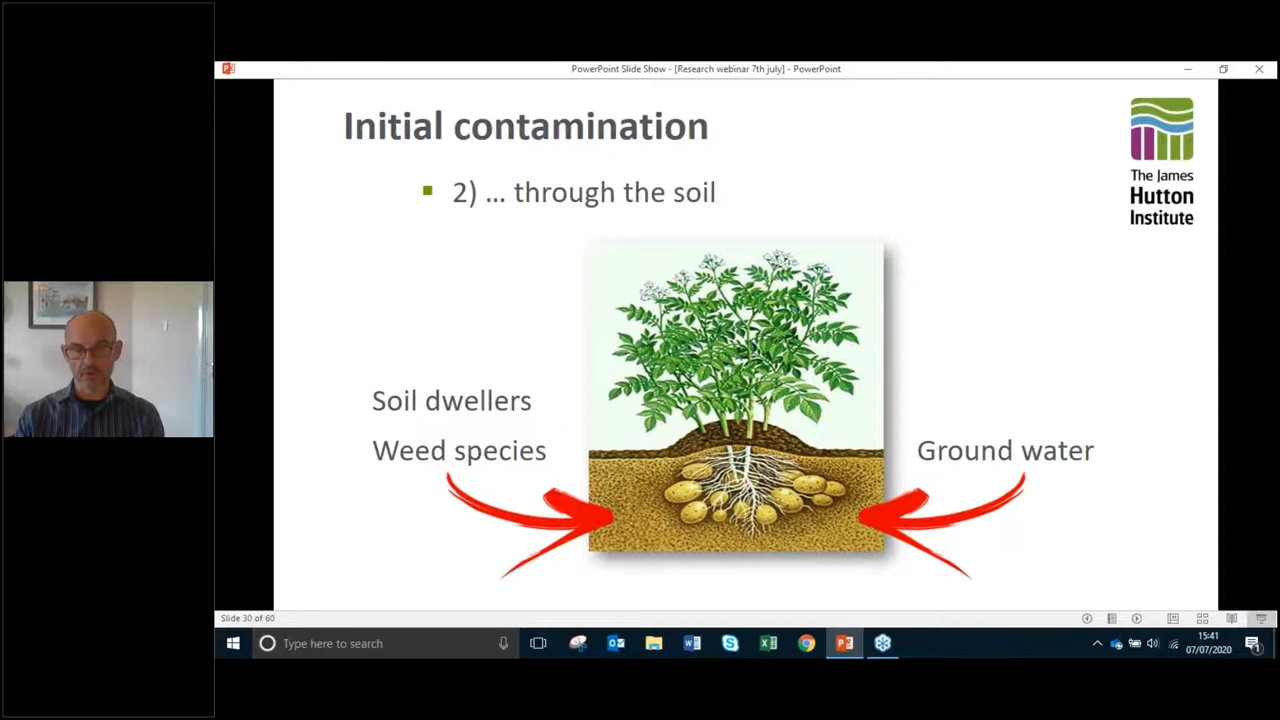 PowerPoint Slide Show - [Research webinar 7th july] - PowerPoint
Initial contamination
2) ... through the soil
The James
Hutton
Institute
Soil dwellers
Weed species
Ground water
Slide 30 of 60
Type here to search
15:41
07/07/2020